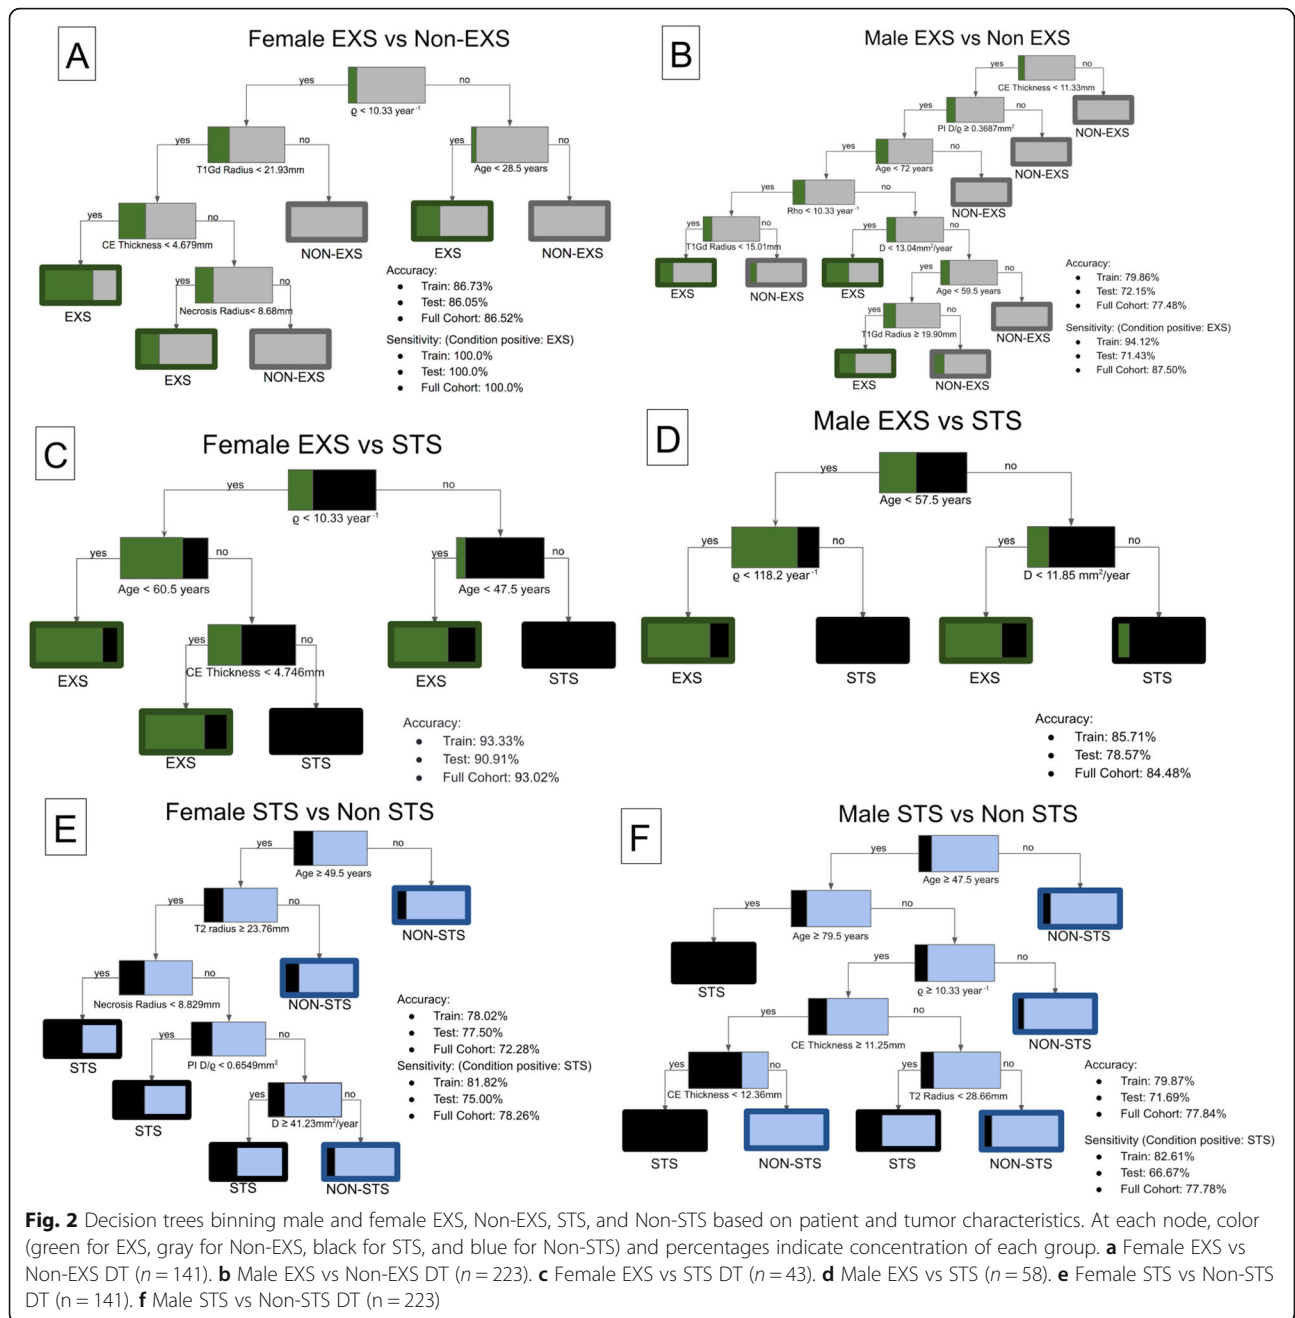 A
Female EXS vs Non-EXS
yes
no
ϱ < 10.33 year⁻¹
yes
no
T1Gd Radius < 21.93mm
yes
no
Age < 28.5 years
yes
no
CE Thickness < 4.679mm
NON-EXS
EXS
NON-EXS
yes
no
Necrosis Radius< 8.68mm
EXS
EXS
NON-EXS
Accuracy:
● Train: 86.73%
● Test: 86.05%
● Full Cohort: 86.52%
Sensitivity: (Condition positive: EXS)
● Train: 100.0%
● Test: 100.0%
● Full Cohort: 100.0%
B
Male EXS vs Non EXS
yes
no
CE Thickness < 11.33mm
NON-EXS
yes
no
PI D/ϱ ≥ 0.3687mm²
NON-EXS
yes
no
Age < 72 years
NON-EXS
yes
no
Rho < 10.33 year⁻¹
yes
no
T1Gd Radius < 15.01mm
yes
no
D < 13.04mm²/year
EXS
NON-EXS
EXS
yes
no
Age < 59.5 years
NON-EXS
yes
no
T1Gd Radius ≥ 19.90mm
EXS
NON-EXS
Accuracy:
● Train: 79.86%
● Test: 72.15%
● Full Cohort: 77.48%
Sensitivity: (Condition positive: EXS)
● Train: 94.12%
● Test: 71.43%
● Full Cohort: 87.50%
C
Female EXS vs STS
yes
no
ϱ < 10.33 year⁻¹
yes
no
Age < 60.5 years
yes
no
Age < 47.5 years
EXS
yes
no
CE Thickness < 4.746mm
EXS
STS
EXS
STS
Accuracy:
● Train: 93.33%
● Test: 90.91%
● Full Cohort: 93.02%
D
Male EXS vs STS
yes
no
Age < 57.5 years
yes
no
ϱ < 118.2 year⁻¹
yes
no
D < 11.85 mm²/year
EXS
STS
EXS
STS
Accuracy:
● Train: 85.71%
● Test: 78.57%
● Full Cohort: 84.48%
E
Female STS vs Non STS
yes
no
Age ≥ 49.5 years
NON-STS
yes
no
T2 radius ≥ 23.76mm
NON-STS
yes
no
Necrosis Radius < 8.829mm
STS
yes
no
PI D/ϱ < 0.6549mm²
STS
yes
no
D ≥ 41.23mm²/year
STS
NON-STS
Accuracy:
● Train: 78.02%
● Test: 77.50%
● Full Cohort: 72.28%
Sensitivity: (Condition positive: STS)
● Train: 81.82%
● Test: 75.00%
● Full Cohort: 78.26%
F
Male STS vs Non STS
yes
no
Age ≥ 47.5 years
NON-STS
yes
no
Age ≥ 79.5 years
STS
yes
no
ϱ ≥ 10.33 year⁻¹
NON-STS
yes
no
CE Thickness ≥ 11.25mm
yes
no
CE Thickness < 12.36mm
yes
no
T2 Radius < 28.66mm
STS
NON-STS
STS
NON-STS
Accuracy:
● Train: 79.87%
● Test: 71.69%
● Full Cohort: 77.84%
Sensitivity (Condition positive: STS)
● Train: 82.61%
● Test: 66.67%
● Full Cohort: 77.78%
Fig. 2 Decision trees binning male and female EXS, Non-EXS, STS, and Non-STS based on patient and tumor characteristics. At each node, color
(green for EXS, gray for Non-EXS, black for STS, and blue for Non-STS) and percentages indicate concentration of each group. a Female EXS vs
Non-EXS DT (n = 141). b Male EXS vs Non-EXS DT (n = 223). c Female EXS vs STS DT (n = 43). d Male EXS vs STS (n = 58). e Female STS vs Non-STS
DT (n = 141). f Male STS vs Non-STS DT (n = 223)